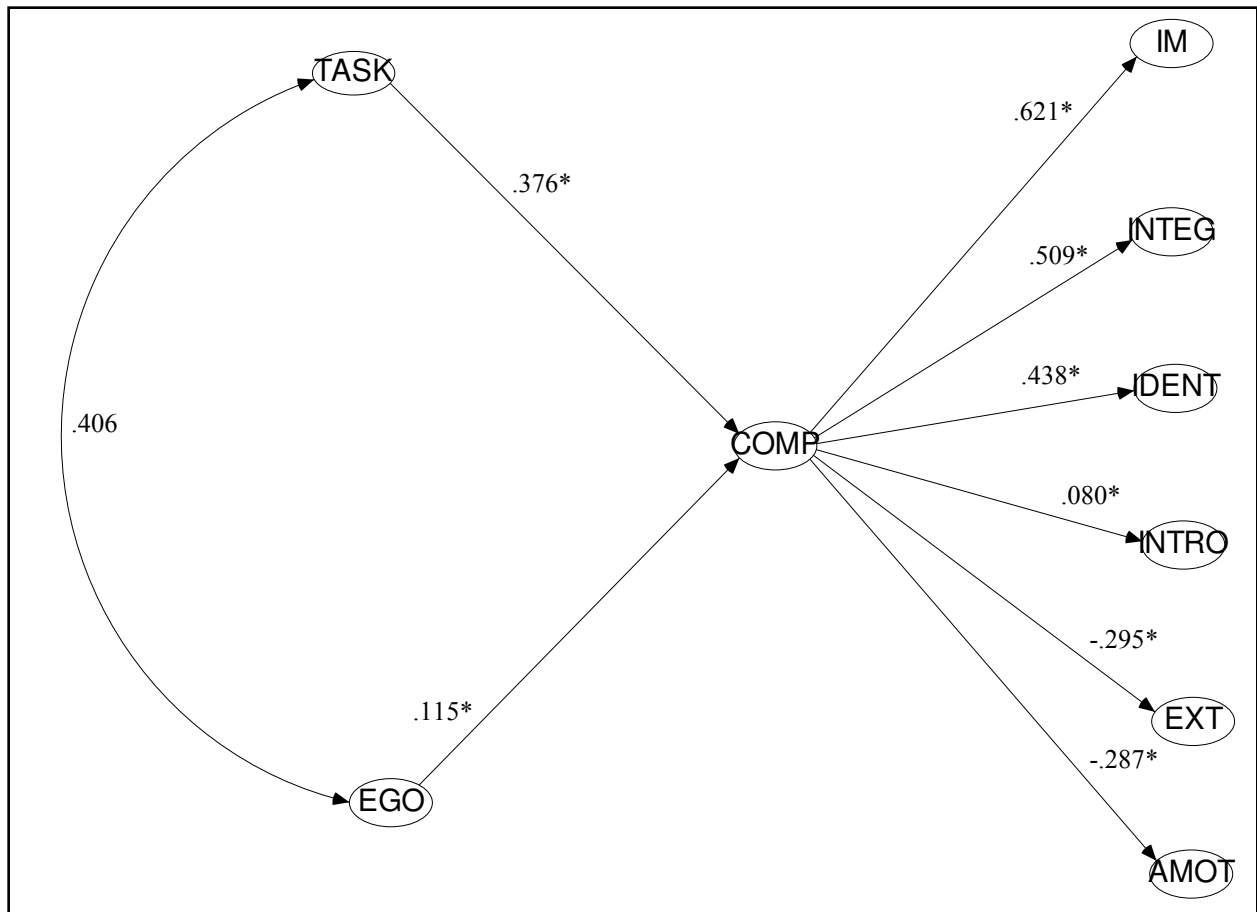 IM
TASK
.621*
.376*
INTEG
.509*
.438*
IDENT
.406
COMP
.080*
INTRO
-.295*
.115*
EXT
-.287*
EGO
AMOT